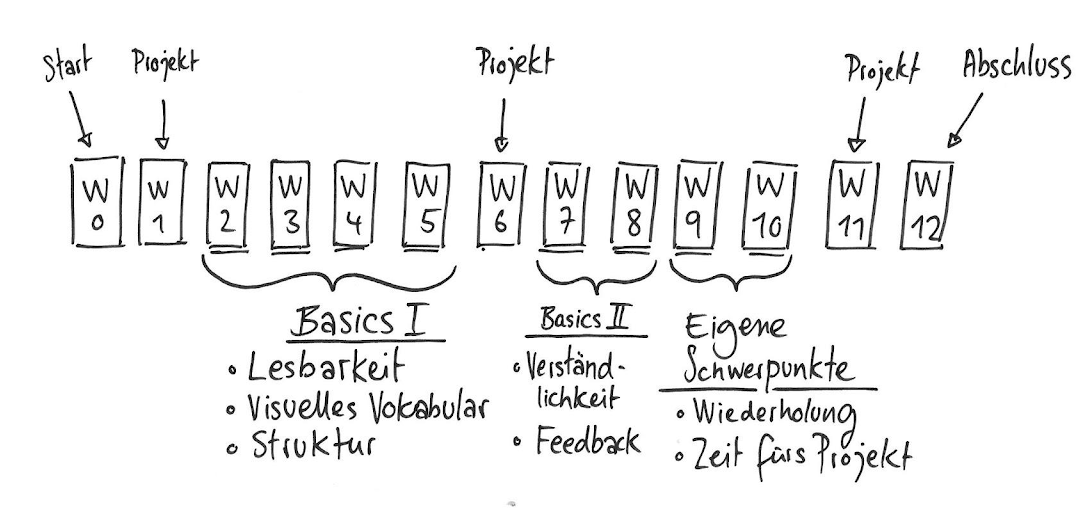 Start Projekt Projekt Projekt Abschluss
W 0
W 1
W 2
W 3
W 4
W 5
W 6
W 7
W 8
W 9
W 10
W 11
W 12
Basics I
• Lesbarkeit
• Visuelles Vokabular
• Struktur
Basics II
• Verständ-
lichkeit
• Feedback
Eigene
Schwerpunkte
• Wiederholung
• Zeit fürs Projekt